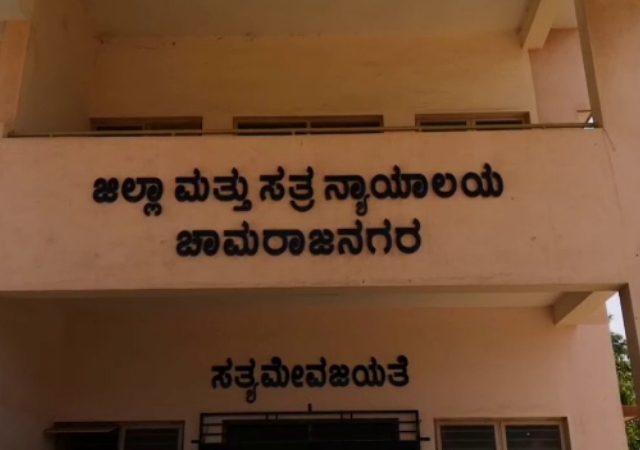 ಜಿಲ್ಲಾ ಮತ್ತು ಸತ್ರ ನ್ಯಾಯಾಲಯ
ಚಾಮರಾಜನಗರ
ಸತ್ಯಮೇವಜಯತೆ